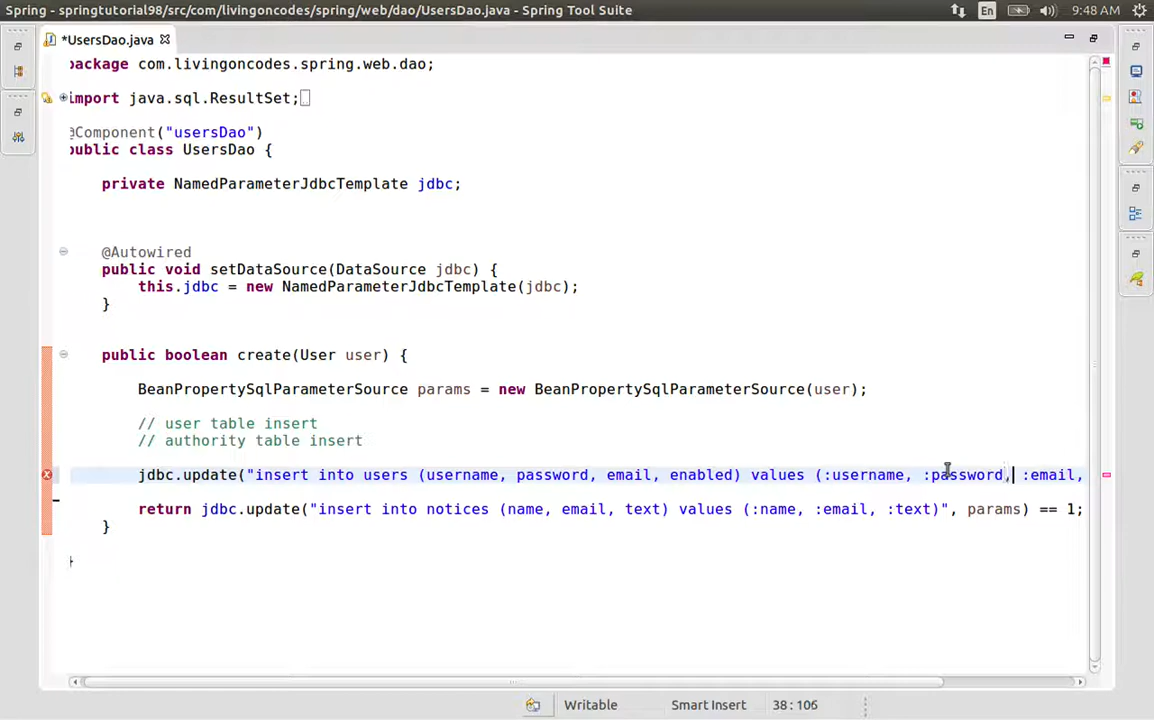 Spring - springtutorial98/src/com/livingoncodes/spring/web/dao/UsersDao.java - Spring Tool Suite
En
9:48 AM
*UsersDao.java
package com.livingoncodes.spring.web.dao;
import java.sql.ResultSet;
@Component("usersDao")
public class UsersDao {
private NamedParameterJdbcTemplate jdbc;
@Autowired
public void setDataSource(DataSource jdbc) {
this.jdbc = new NamedParameterJdbcTemplate(jdbc);
}
public boolean create(User user) {
BeanPropertySqlParameterSource params = new BeanPropertySqlParameterSource(user);
// user table insert
// authority table insert
jdbc.update("insert into users (username, password, email, enabled) values (:username, :password, :email,
return jdbc.update("insert into notices (name, email, text) values (:name, :email, :text)", params) == 1;
}
}
Writable
Smart Insert
38 : 106